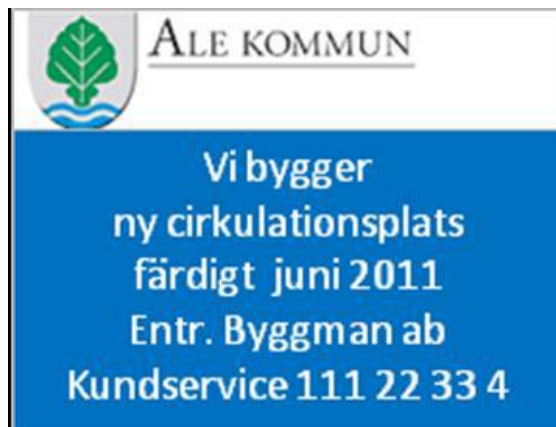 ALE KOMMUN
Vi bygger
ny cirkulationsplats
färdigt juni 2011
Entr. Byggman ab
Kundservice 111 22 33 4